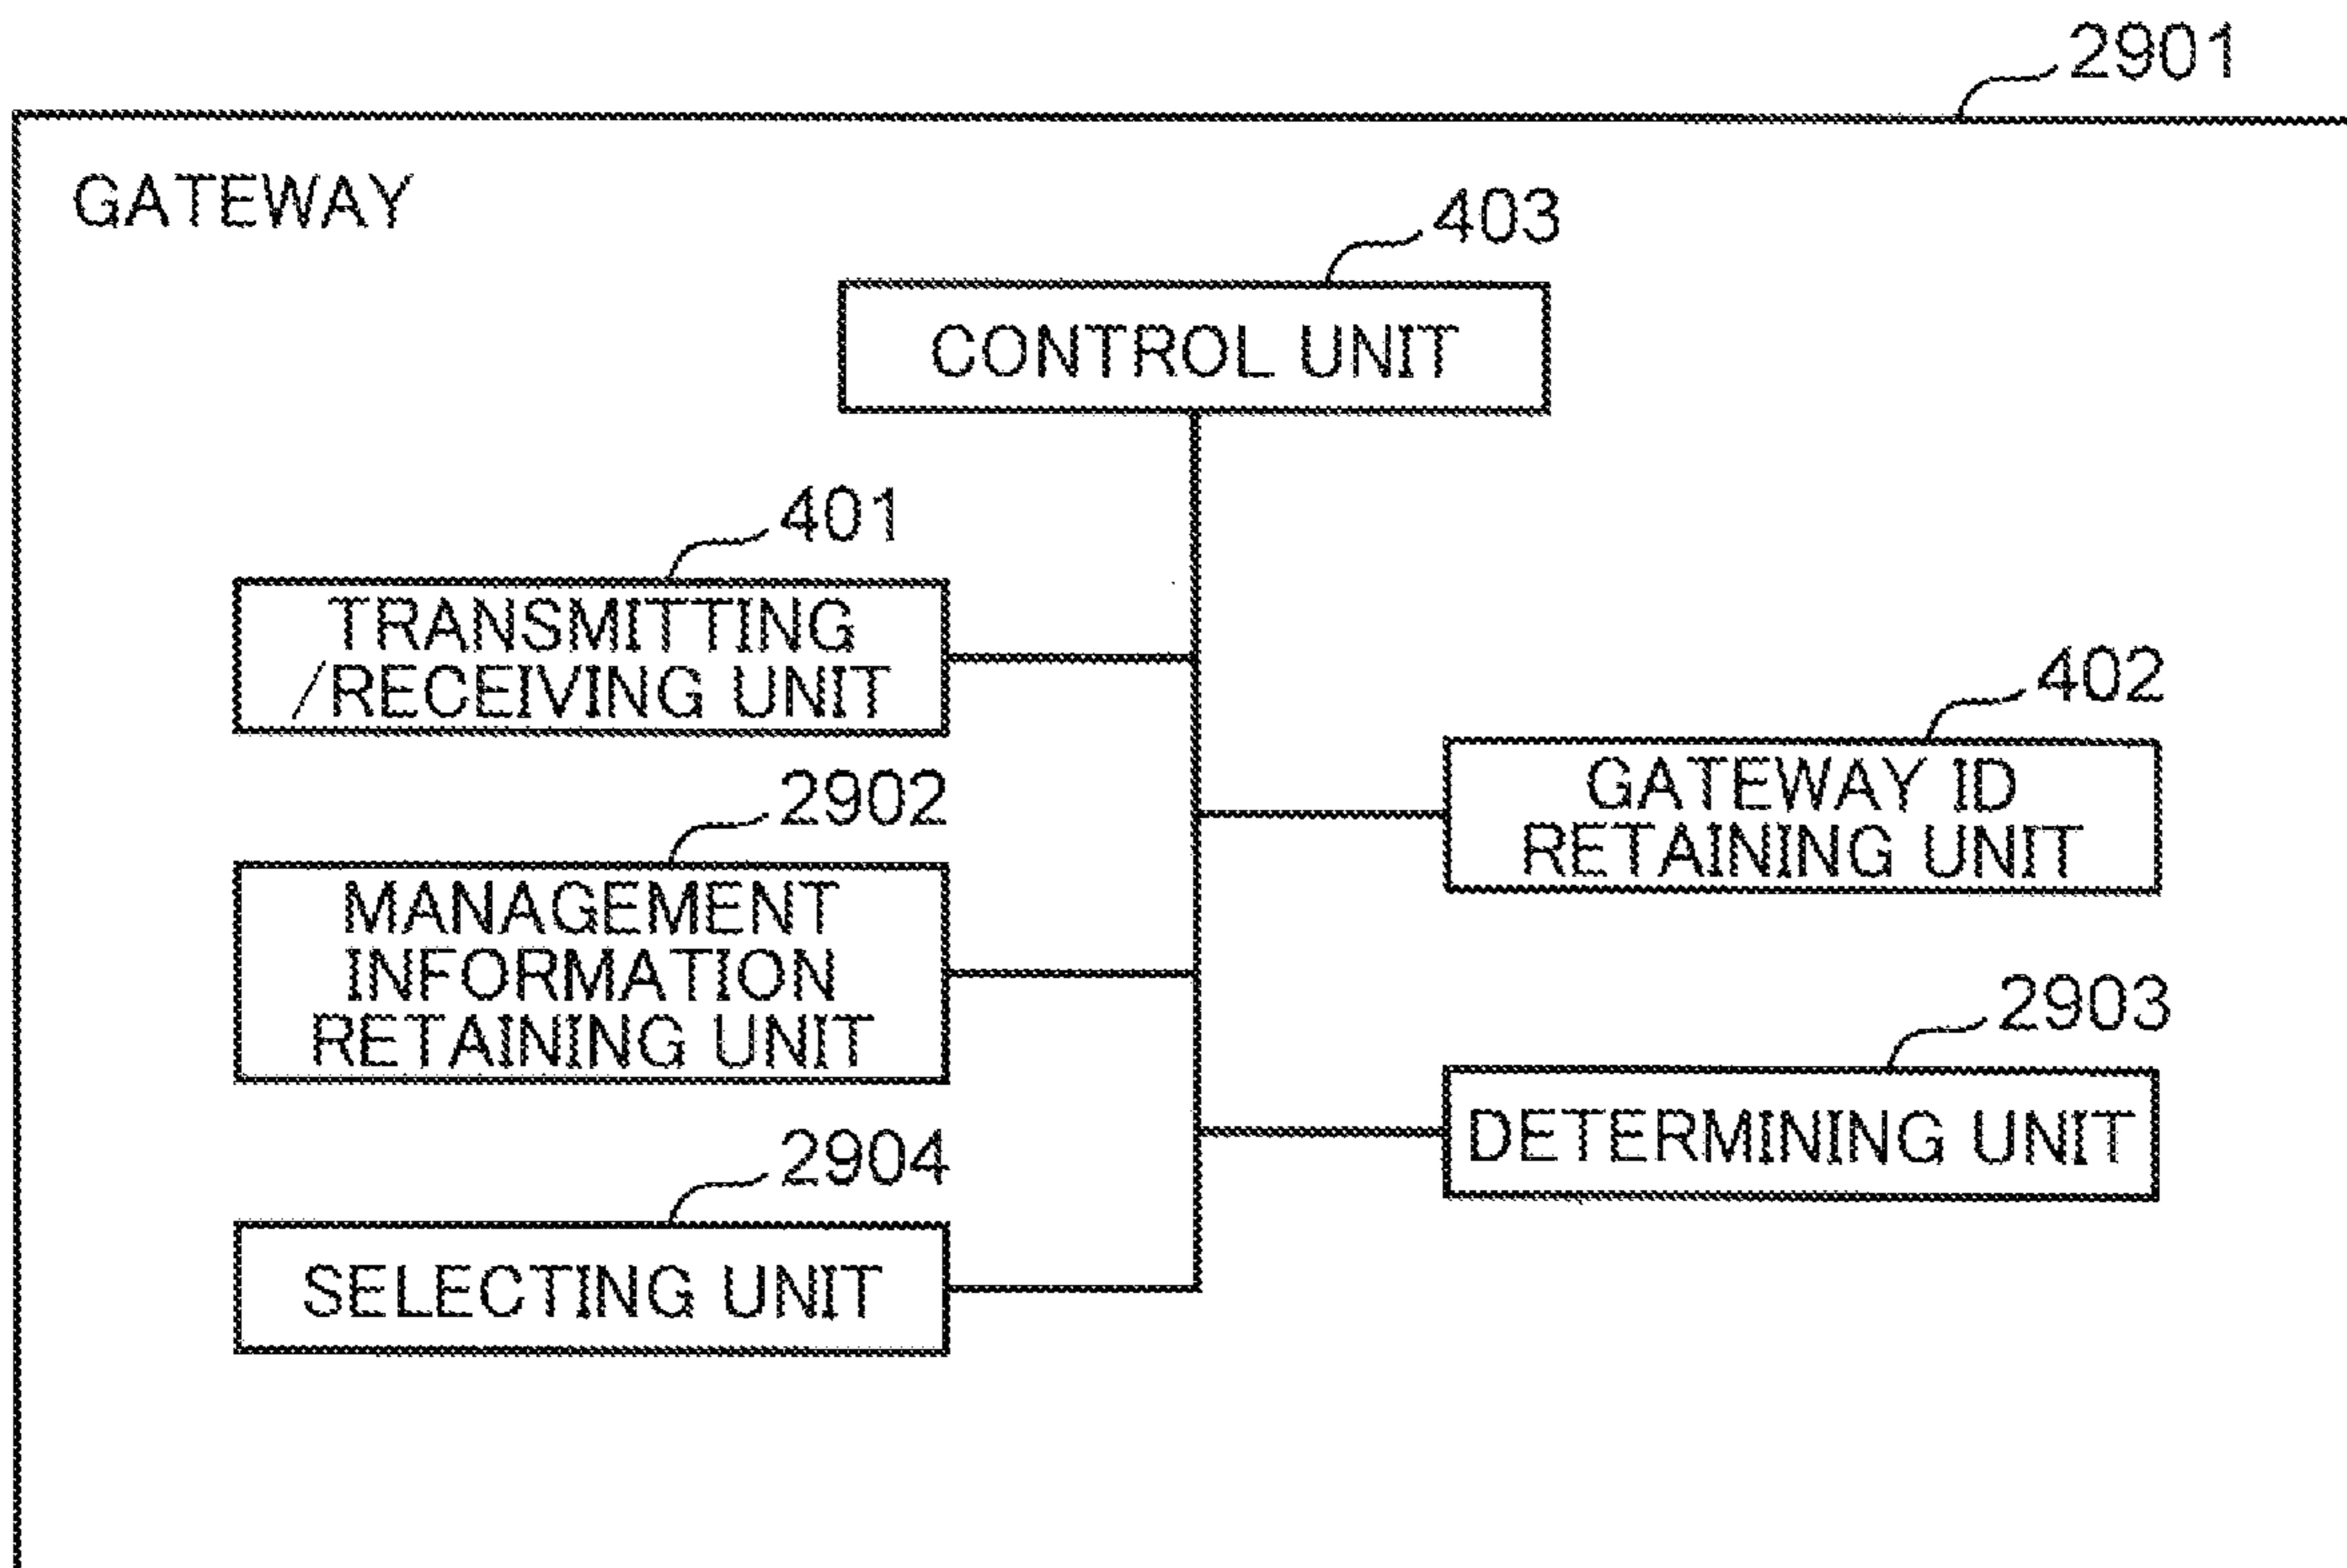 2901
GATEWAY
403
CONTROL UNIT
401
TRANSMITTING
/RECEIVING UNIT
402
GATEWAY ID
RETAINING UNIT
2902
MANAGEMENT
INFORMATION
RETAINING UNIT
2903
DETERMINING UNIT
2904
SELECTING UNIT